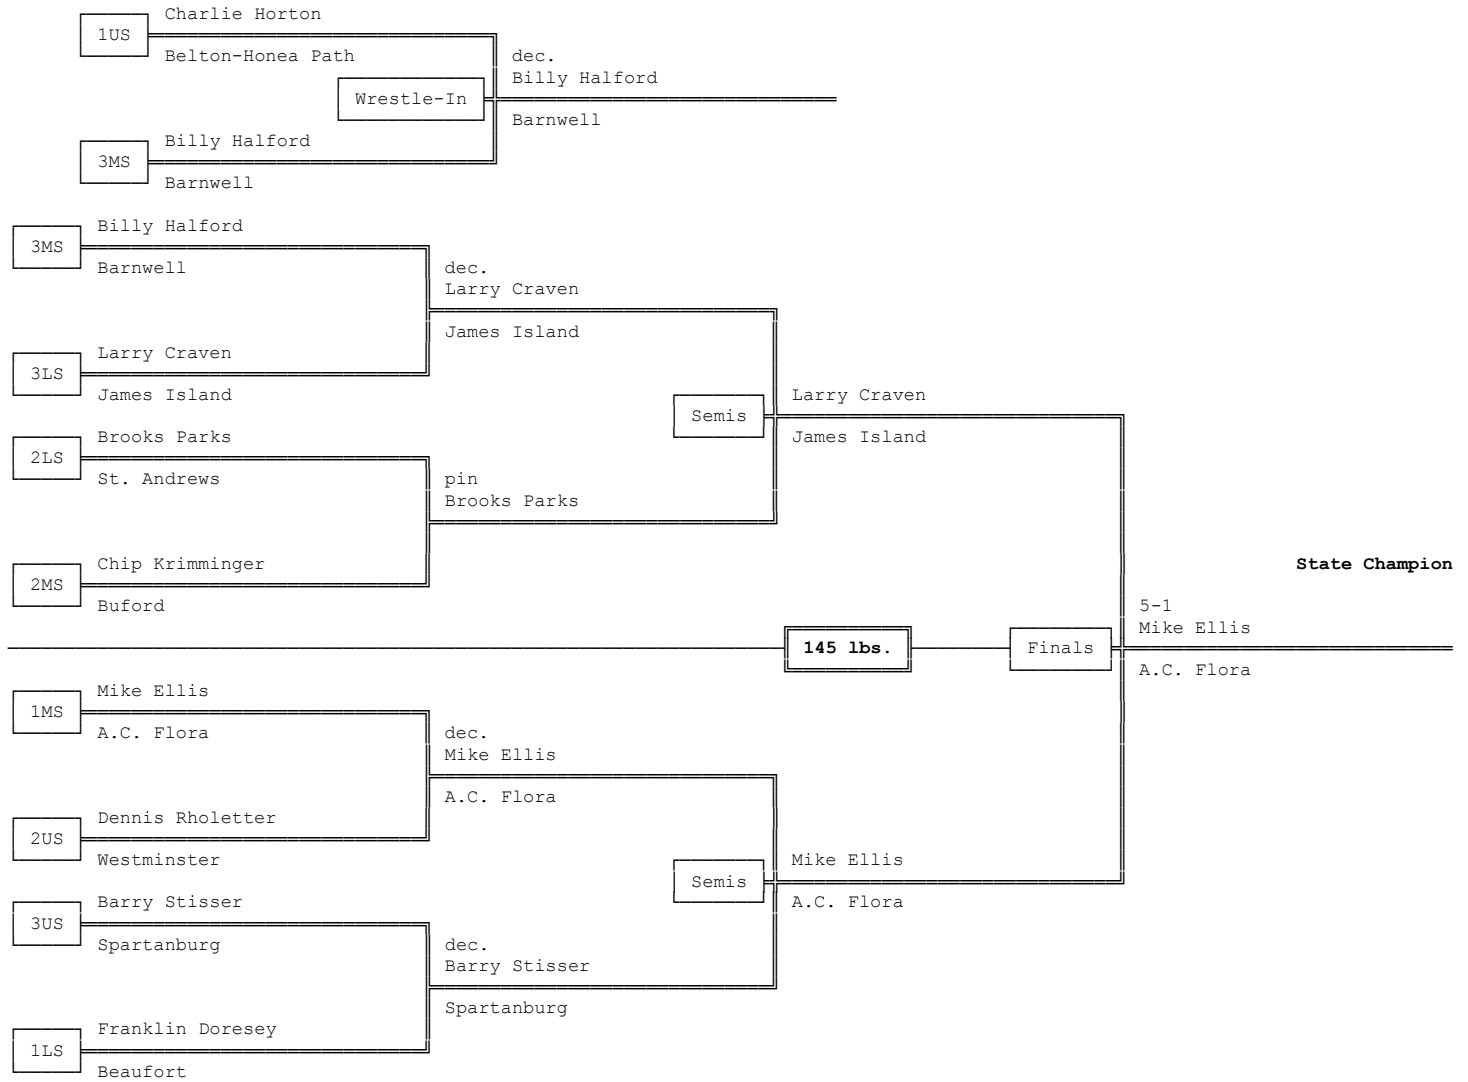 Charlie Horton
1US
Belton-Honea Path
dec.
Billy Halford
Wrestle-In
Barnwell
Billy Halford
3MS
Barnwell
Billy Halford
3MS
Barnwell
dec.
Larry Craven
James Island
Larry Craven
3LS
James Island
Larry Craven
Semis
James Island
Brooks Parks
2LS
St. Andrews
pin
Brooks Parks
Chip Krimminger
2MS
Buford
State Champion
5-1
Mike Ellis
145 lbs.
Finals
A.C. Flora
Mike Ellis
1MS
A.C. Flora
dec.
Mike Ellis
A.C. Flora
Dennis Rholetter
2US
Westminster
Mike Ellis
Semis
A.C. Flora
Barry Stisser
3US
Spartanburg
dec.
Barry Stisser
Spartanburg
Franklin Doresey
1LS
Beaufort